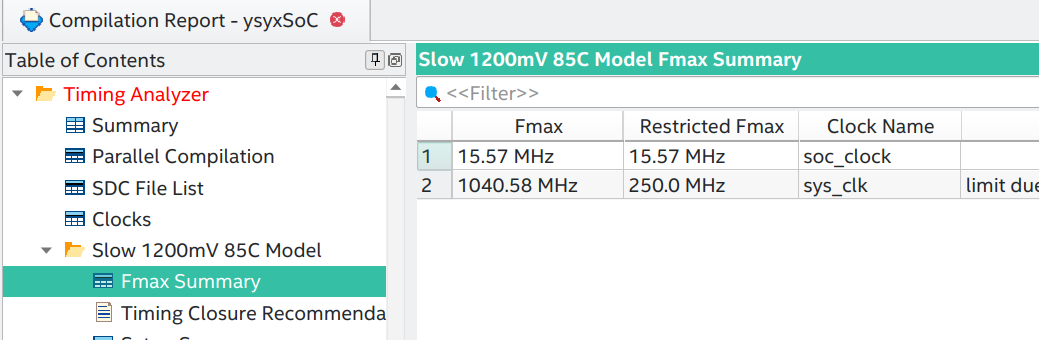 Compilation Report - ysyxSoC
Table of Contents
Timing Analyzer
Summary
Parallel Compilation
SDC File List
Clocks
Slow 1200mV 85C Model
Fmax Summary
Timing Closure Recommenda
Slow 1200mV 85C Model Fmax Summary
<<Filter>>
Fmax Restricted Fmax Clock Name
1 15.57 MHz 15.57 MHz soc_clock
2 1040.58 MHz 250.0 MHz sys_clk limit due